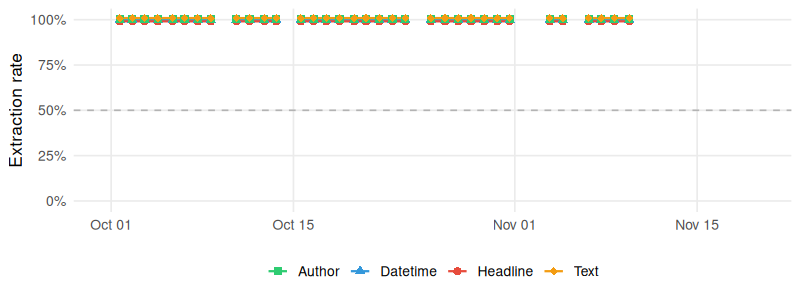 Extraction rate
100%
75%
50%
25%
0%
Oct 01 Oct 15 Nov 01 Nov 15
Author Datetime Headline Text